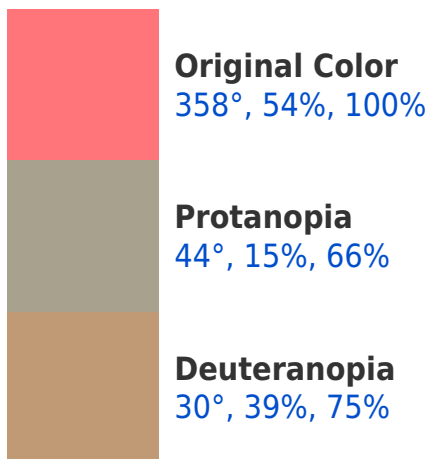 Original Color
358°, 54%, 100%
Protanopia
44°, 15%, 66%
Deuteranopia
30°, 39%, 75%